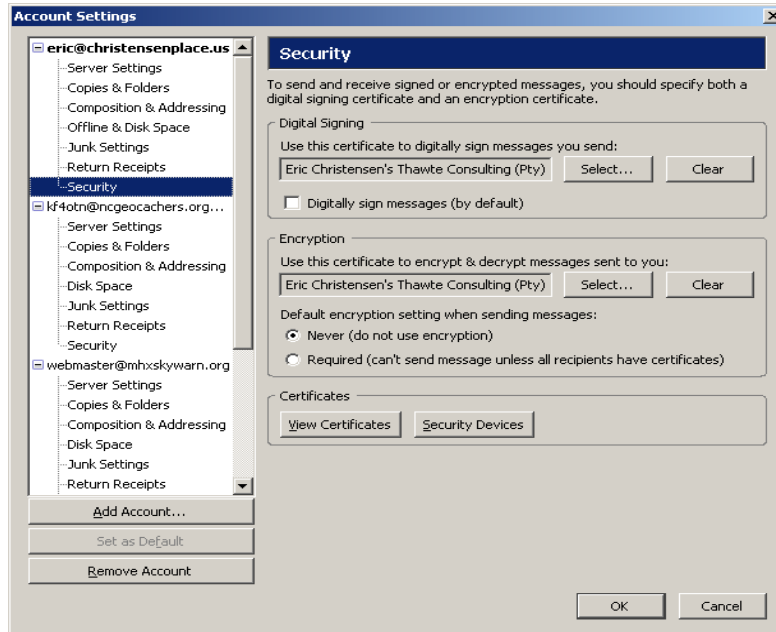 Account Settings
eric@christensenplace.us
Server Settings
Copies & Folders
Composition & Addressing
Offline & Disk Space
Junk Settings
Return Receipts
Security
kf4otn@ncgeocachers.org...
Server Settings
Copies & Folders
Composition & Addressing
Disk Space
Junk Settings
Return Receipts
Security
webmaster@mhxskywarn.org
Server Settings
Copies & Folders
Composition & Addressing
Disk Space
Junk Settings
Return Receipts
Add Account...
Set as Default
Remove Account
Security
To send and receive signed or encrypted messages, you should specify both a
digital signing certificate and an encryption certificate.
Digital Signing
Use this certificate to digitally sign messages you send:
Eric Christensen's Thawte Consulting (Pty) Select... Clear
Digitally sign messages (by default)
Encryption
Use this certificate to encrypt & decrypt messages sent to you:
Eric Christensen's Thawte Consulting (Pty) Select... Clear
Default encryption setting when sending messages:
Never (do not use encryption)
Required (can't send message unless all recipients have certificates)
Certificates
View Certificates Security Devices
OK Cancel